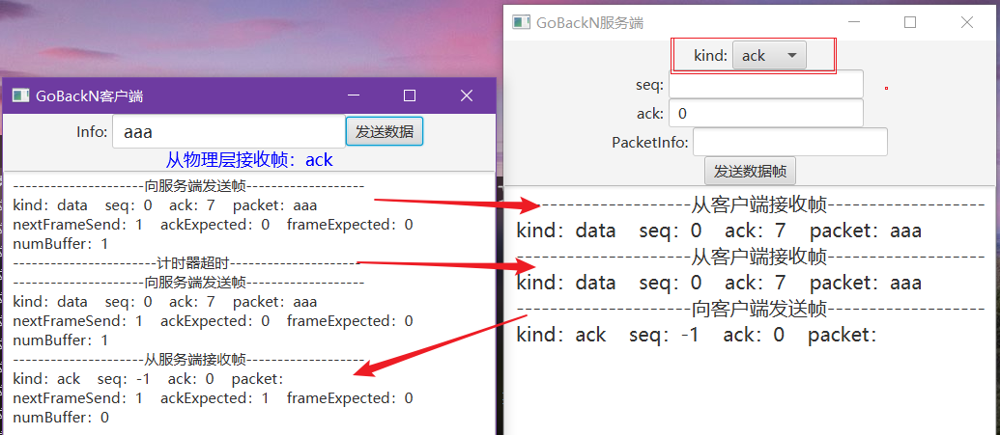 GoBackN客户端
Info: aaa 发送数据
从物理层接收帧：ack
--------------------向服务端发送帧------------------
kind：data seq：0 ack：7 packet：aaa
nextFrameSend：1 ackExpected：0 frameExpected：0
numBuffer：1
----------------------计时器超时---------------------
--------------------向服务端发送帧------------------
kind：data seq：0 ack：7 packet：aaa
nextFrameSend：1 ackExpected：0 frameExpected：0
numBuffer：1
--------------------从服务端接收帧------------------
kind：ack seq：-1 ack：0 packet：
nextFrameSend：1 ackExpected：1 frameExpected：0
numBuffer：0
GoBackN服务端
kind: ack
seq:
ack: 0
PacketInfo:
发送数据帧
--------------------从客户端接收帧------------------
kind：data seq：0 ack：7 packet：aaa
--------------------从客户端接收帧------------------
kind：data seq：0 ack：7 packet：aaa
--------------------向客户端发送帧------------------
kind：ack seq：-1 ack：0 packet：